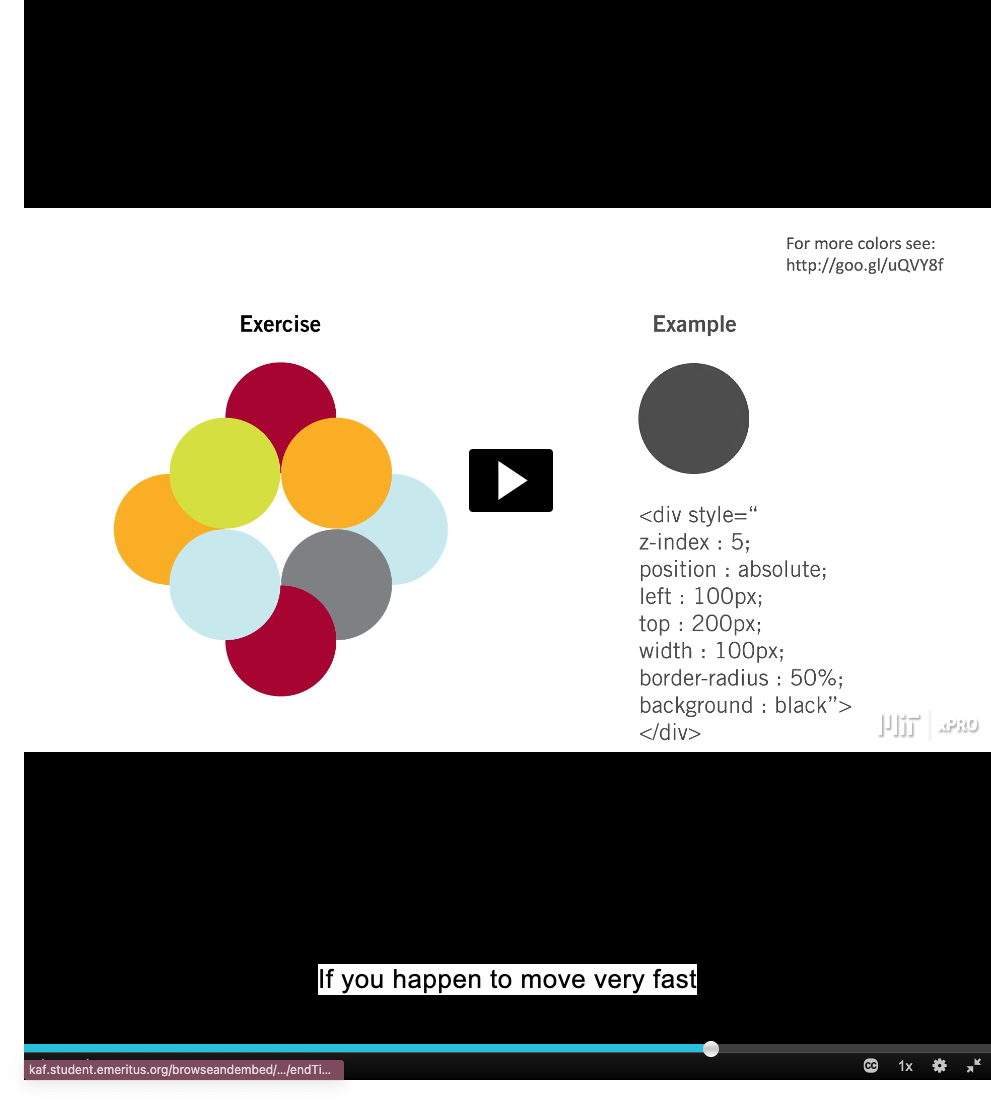 For more colors see:
http://goo.gl/uQVY8f
Exercise
Example
<div style=“
z-index : 5;
position : absolute;
left : 100px;
top : 200px;
width : 100px;
border-radius : 50%;
background : black”>
</div>
MIT xPRO
If you happen to move very fast
CC 1x
kaf.student.emeritus.org/browseandembed/.../endTi...